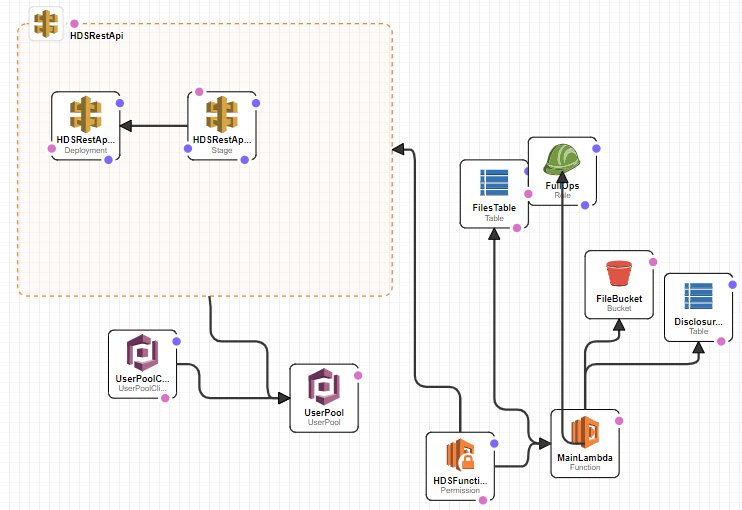 HDSRestApi
HDSRestAp...
Deployment
HDSRestAp...
Stage
FilesTable
Table
FullOps
Role
FileBucket
Bucket
Disclosur...
Table
UserPoolC...
UserPoolCli...
UserPool
UserPool
HDSFuncti...
Permission
MainLambda
Function